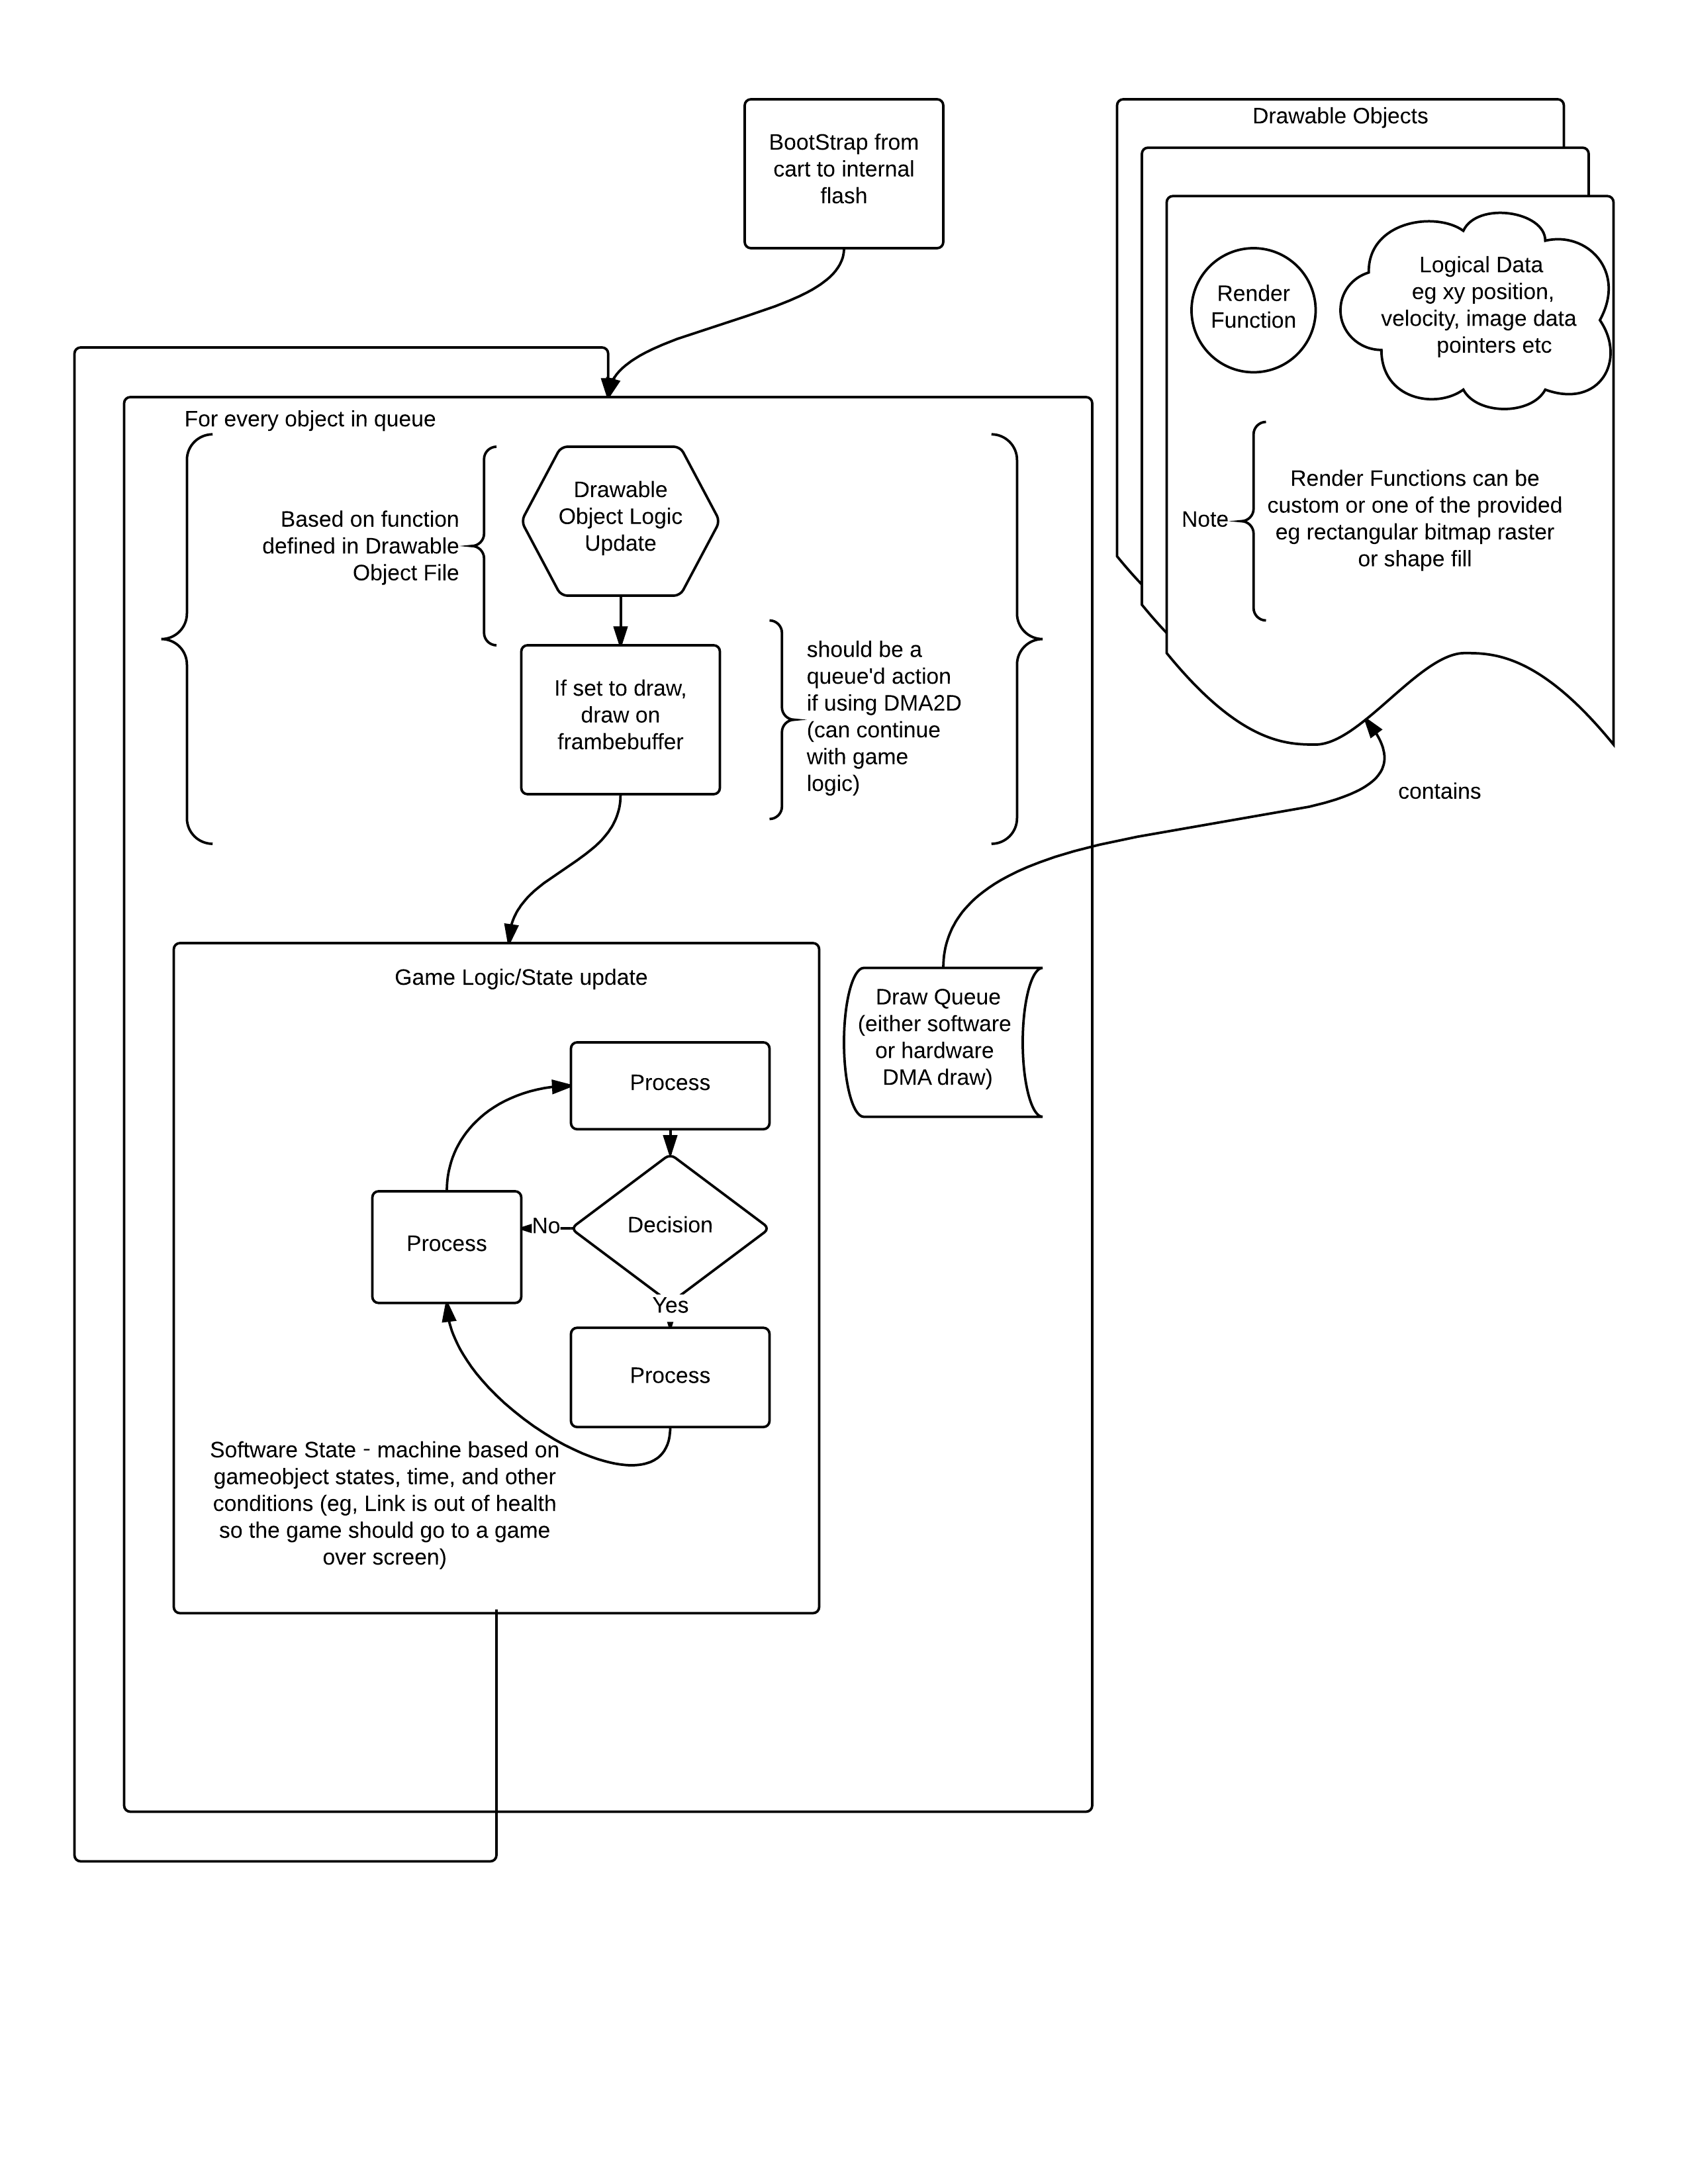 BootStrap from
cart to internal
flash
Drawable Objects
Render
Function
Logical Data
eg xy position,
velocity, image data
pointers etc
Note
Render Functions can be
custom or one of the provided
eg rectangular bitmap raster
or shape fill
For every object in queue
Based on function
defined in Drawable
Object File
Drawable
Object Logic
Update
If set to draw,
draw on
frambebuffer
should be a
queue'd action
if using DMA2D
(can continue
with game
logic)
contains
Game Logic/State update
Draw Queue
(either software
or hardware
DMA draw)
Process
Decision
No
Process
Yes
Process
Software State - machine based on
gameobject states, time, and other
conditions (eg, Link is out of health
so the game should go to a game
over screen)